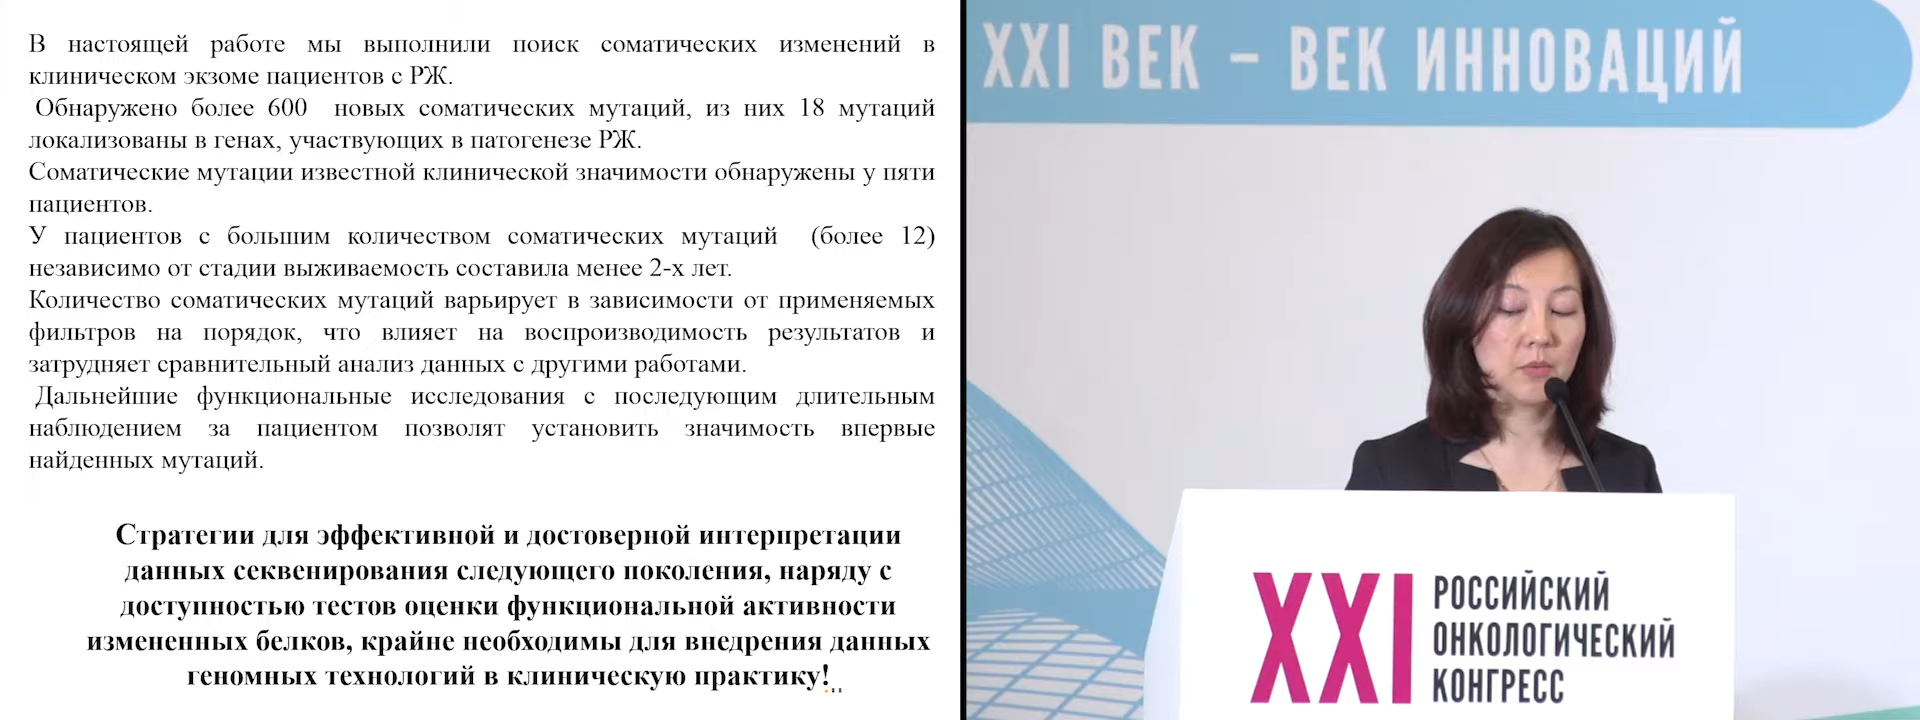 В настоящей работе мы выполнили поиск соматических изменений в
клиническом экзоме пациентов с РЖ.
Обнаружено более 600 новых соматических мутаций, из них 18 мутаций
локализованы в генах, участвующих в патогенезе РЖ.
Соматические мутации известной клинической значимости обнаружены у пяти
пациентов.
У пациентов с большим количеством соматических мутаций (более 12)
независимо от стадии выживаемость составила менее 2-х лет.
Количество соматических мутаций варьирует в зависимости от применяемых
фильтров на порядок, что влияет на воспроизводимость результатов и
затрудняет сравнительный анализ данных с другими работами.
Дальнейшие функциональные исследования с последующим длительным
наблюдением за пациентом позволят установить значимость впервые
найденных мутаций.
Стратегии для эффективной и достоверной интерпретации
данных секвенирования следующего поколения, наряду с
доступностью тестов оценки функциональной активности
измененных белков, крайне необходимы для внедрения данных
геномных технологий в клиническую практику!
XXI ВЕК – ВЕК ИННОВАЦИЙ
XXI
РОССИЙСКИЙ
ОНКОЛОГИЧЕСКИЙ
КОНГРЕСС